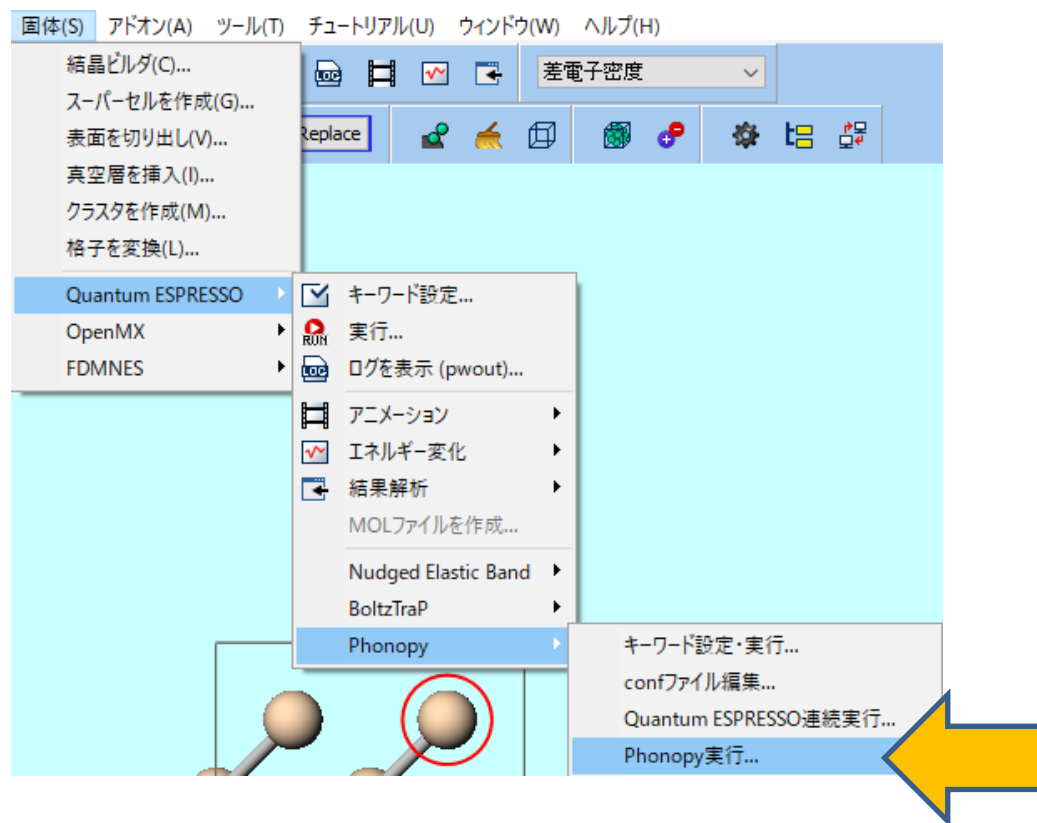 固体(S) アドオン(A) ツール(T) チュートリアル(U) ウィンドウ(W) ヘルプ(H)
結晶ビルダ(C)...
スーパーセルを作成(G)...
表面を切り出し(V)...
真空層を挿入(I)...
クラスタを作成(M)...
格子を変換(L)...
Quantum ESPRESSO
OpenMX
FDMNES
LOG
差電子密度
Replace
キーワード設定...
RUN
実行...
LOG
ログを表示 (pwout)...
アニメーション
エネルギー変化
結果解析
MOLファイルを作成...
Nudged Elastic Band
BoltzTraP
Phonopy
キーワード設定・実行...
confファイル編集...
Quantum ESPRESSO連続実行...
Phonopy実行...